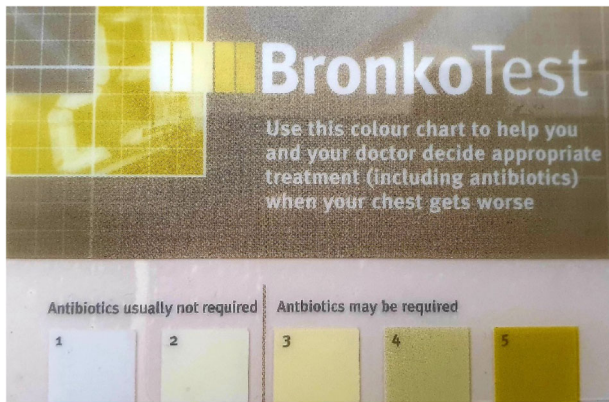 BronkoTest
Use this colour chart to help you
and your doctor decide appropriate
treatment (including antibiotics)
when your chest gets worse
Antibiotics usually not required
Antbiotics may be required
1
2
3
4
5